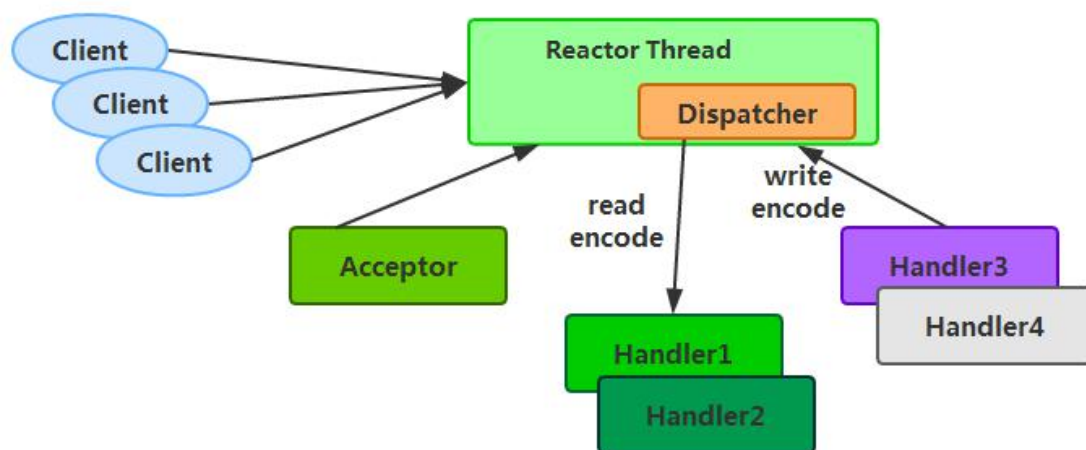 Client
Client
Client
Reactor Thread
Dispatcher
Acceptor
read
encode
write
encode
Handler1
Handler2
Handler3
Handler4